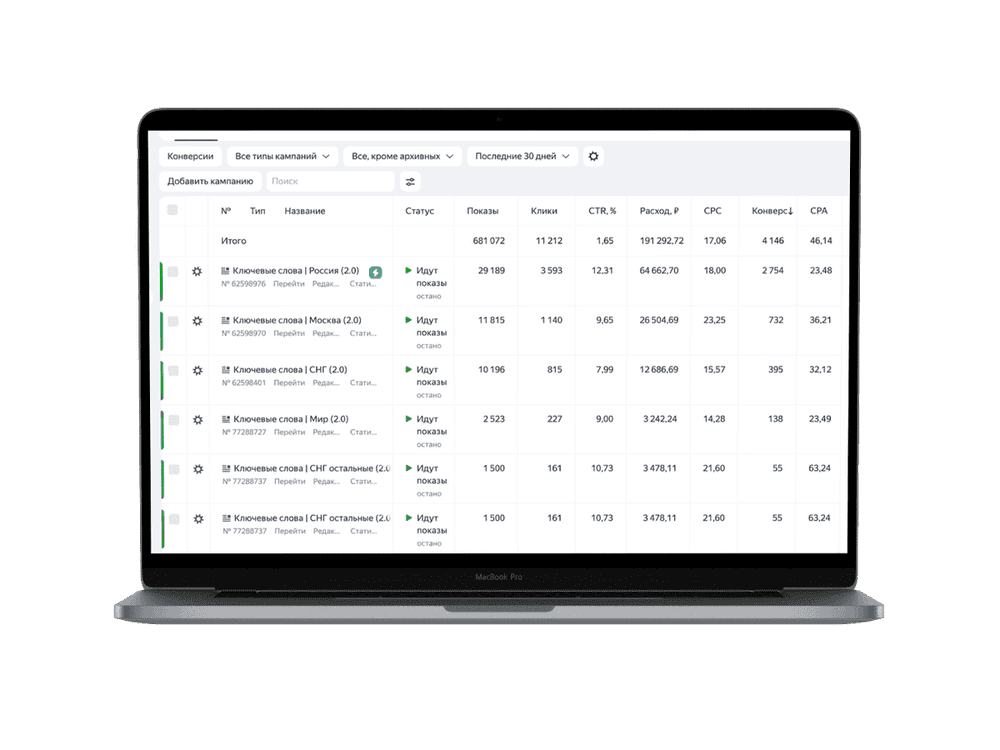 Конверсии Все типы кампаний Все, кроме архивных Последние 30 дней
Добавить кампанию Поиск
№ Тип Название Статус Показы Клики CTR, % Расход, ₽ CPC Конверс↓ CPA
Итого 681 072 11 212 1,65 191 292,72 17,06 4 146 46,14
Ключевые слова | Россия (2.0) Идут 29 189 3 593 12,31 64 662,70 18,00 2 754 23,48
№ 62598976 Перейти Редак... Стати... показы
остано
Ключевые слова | Москва (2.0) Идут 11 815 1 140 9,65 26 504,69 23,25 732 36,21
№ 62598970 Перейти Редак... Стати... показы
остано
Ключевые слова | СНГ (2.0) Идут 10 196 815 7,99 12 686,69 15,57 395 32,12
№ 62598401 Перейти Редак... Стати... показы
остано
Ключевые слова | Мир (2.0) Идут 2 523 227 9,00 3 242,24 14,28 138 23,49
№ 77288727 Перейти Редак... Стати... показы
остано
Ключевые слова | СНГ остальные (2.0 Идут 1 500 161 10,73 3 478,11 21,60 55 63,24
№ 77288737 Перейти Редак... Стати... показы
остано
Ключевые слова | СНГ остальные (2.0 Идут 1 500 161 10,73 3 478,11 21,60 55 63,24
№ 77288737 Перейти Редак... Стати... показы
остано
MacBook Pro